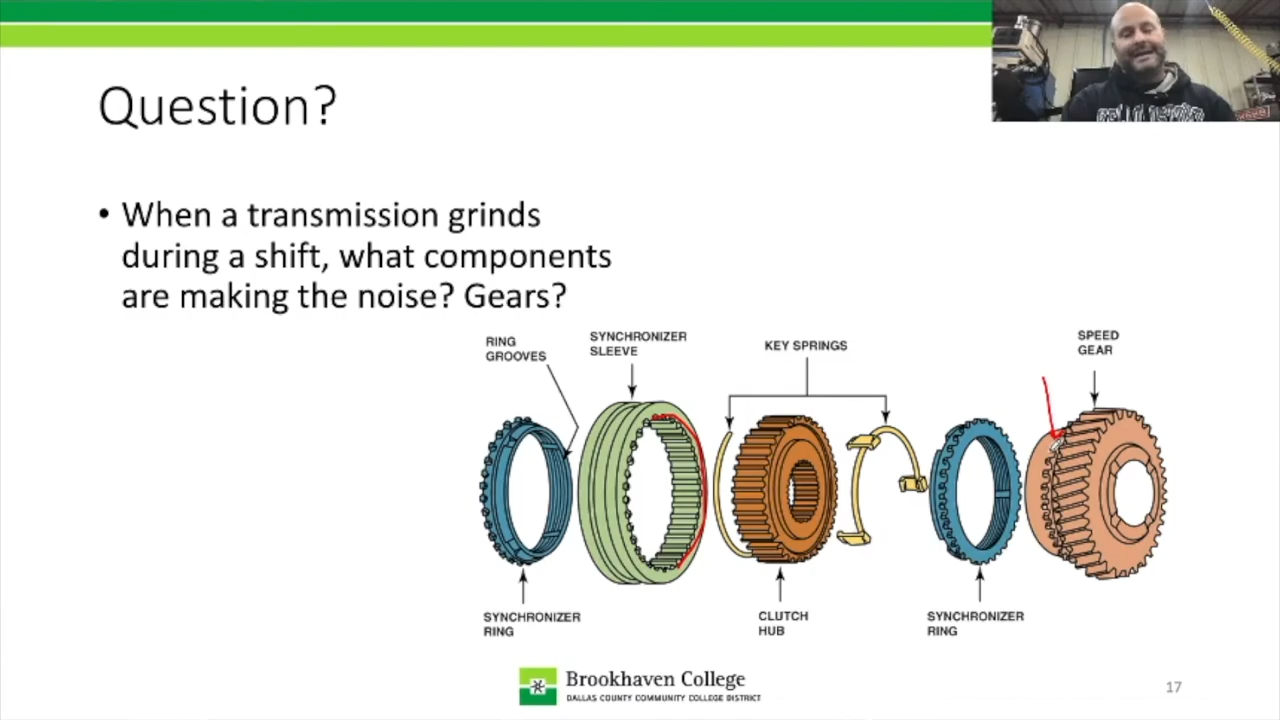 Question?
• When a transmission grinds
during a shift, what components
are making the noise? Gears?
RING
GROOVES
SYNCHRONIZER
SLEEVE
KEY SPRINGS
SPEED
GEAR
SYNCHRONIZER
RING
CLUTCH
HUB
SYNCHRONIZER
RING
Brookhaven College
DALLAS COUNTY COMMUNITY COLLEGE DISTRICT
17